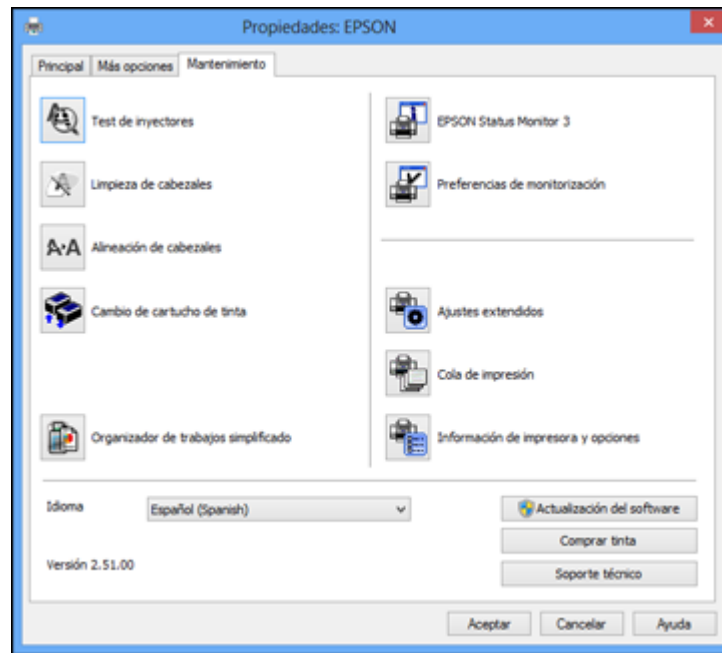 Propiedades: EPSON
Principal
Más opciones
Mantenimiento
Test de inyectores
Limpieza de cabezales
A·A
Alineación de cabezales
Cambio de cartucho de tinta
Organizador de trabajos simplificado
EPSON Status Monitor 3
Preferencias de monitorización
Ajustes extendidos
Cola de impresión
Información de impresora y opciones
Idioma
Español (Spanish)
Versión 2.51.00
Actualización del software
Comprar tinta
Soporte técnico
Aceptar
Cancelar
Ayuda